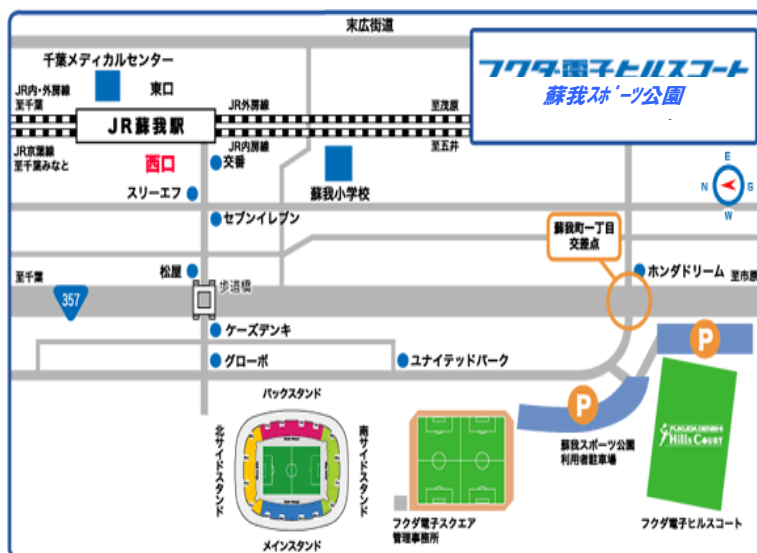 末広街道
千葉メディカルセンター
東口
フクダ電子ヒルスコート
蘇我スポーツ公園
JR内・外房線
至千葉
JR外房線
至茂原
JR蘇我駅
JR京葉線
至千葉みなと
JR内房線
至五井
西口
交番
蘇我小学校
スリーエフ
セブンイレブン
E
N
S
W
蘇我町一丁目
交差点
至千葉
松屋
歩道橋
ホンダドリーム
至市原
357
ケーズデンキ
グローボ
ユナイテッドパーク
P
P
バックスタンド
北サイドスタンド
南サイドスタンド
メインスタンド
フクダ電子スクエア
管理事務所
蘇我スポーツ公園
利用者駐車場
FUKUDA DENSHI
Hills Court
フクダ電子ヒルスコート